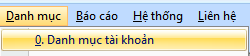 Danh mục Báo cáo Hệ thống Liên hệ
0. Danh mục tài khoản